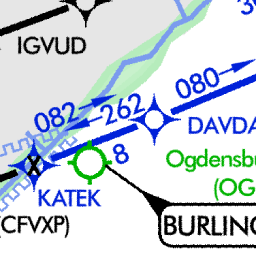 IGVUD
082
262
080
DAVDA
8
KATEK
(CFVXP)
X
Ogdensbu
(OG
BURLING